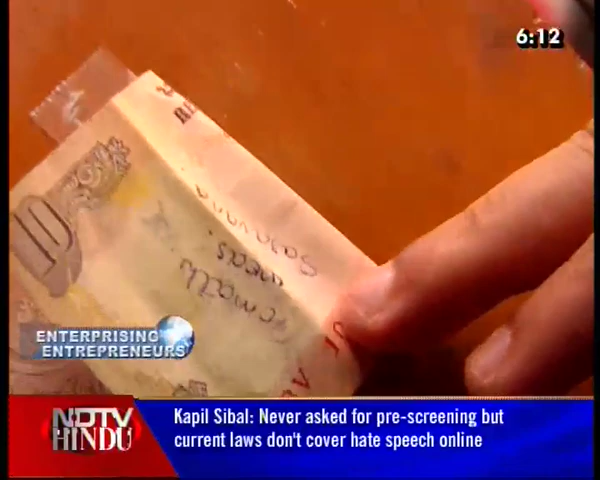 6:12
10
ENTERPRISING
ENTREPRENEURS
NDTV
HINDU
Kapil Sibal: Never asked for pre-screening but
current laws don't cover hate speech online